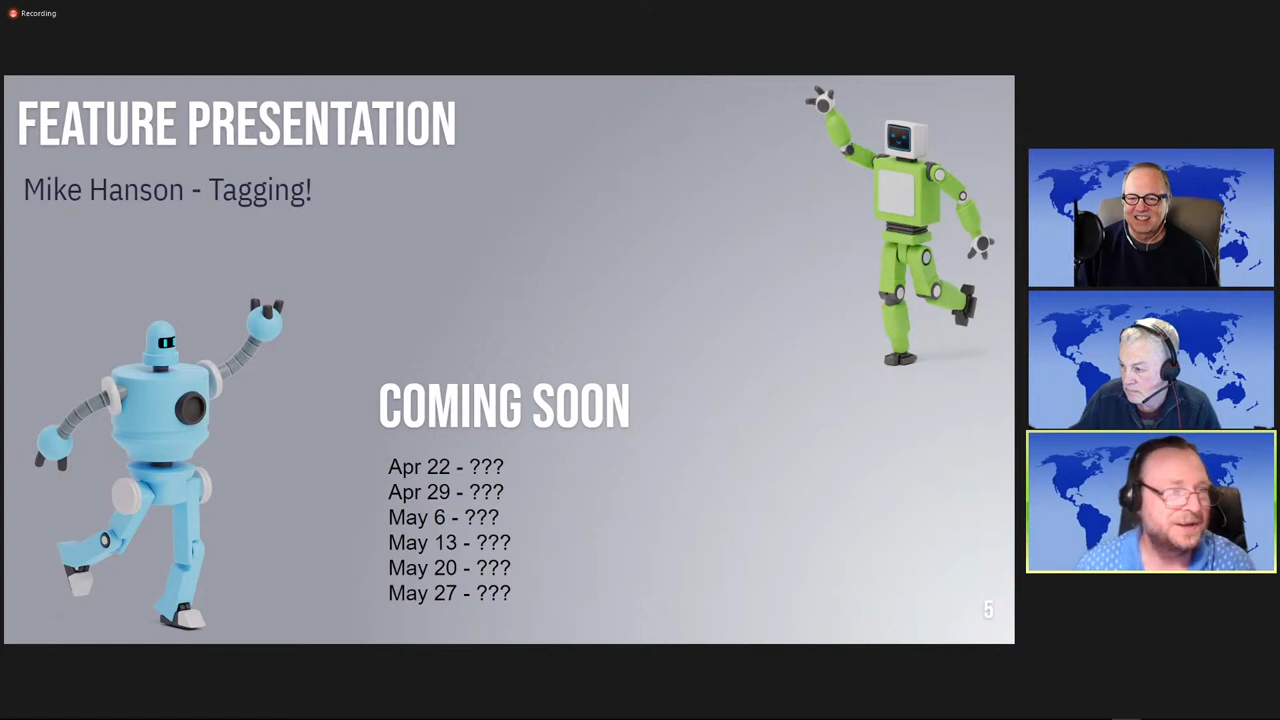 Recording
FEATURE PRESENTATION
Mike Hanson - Tagging!
COMING SOON
Apr 22 - ???
Apr 29 - ???
May 6 - ???
May 13 - ???
May 20 - ???
May 27 - ???
5